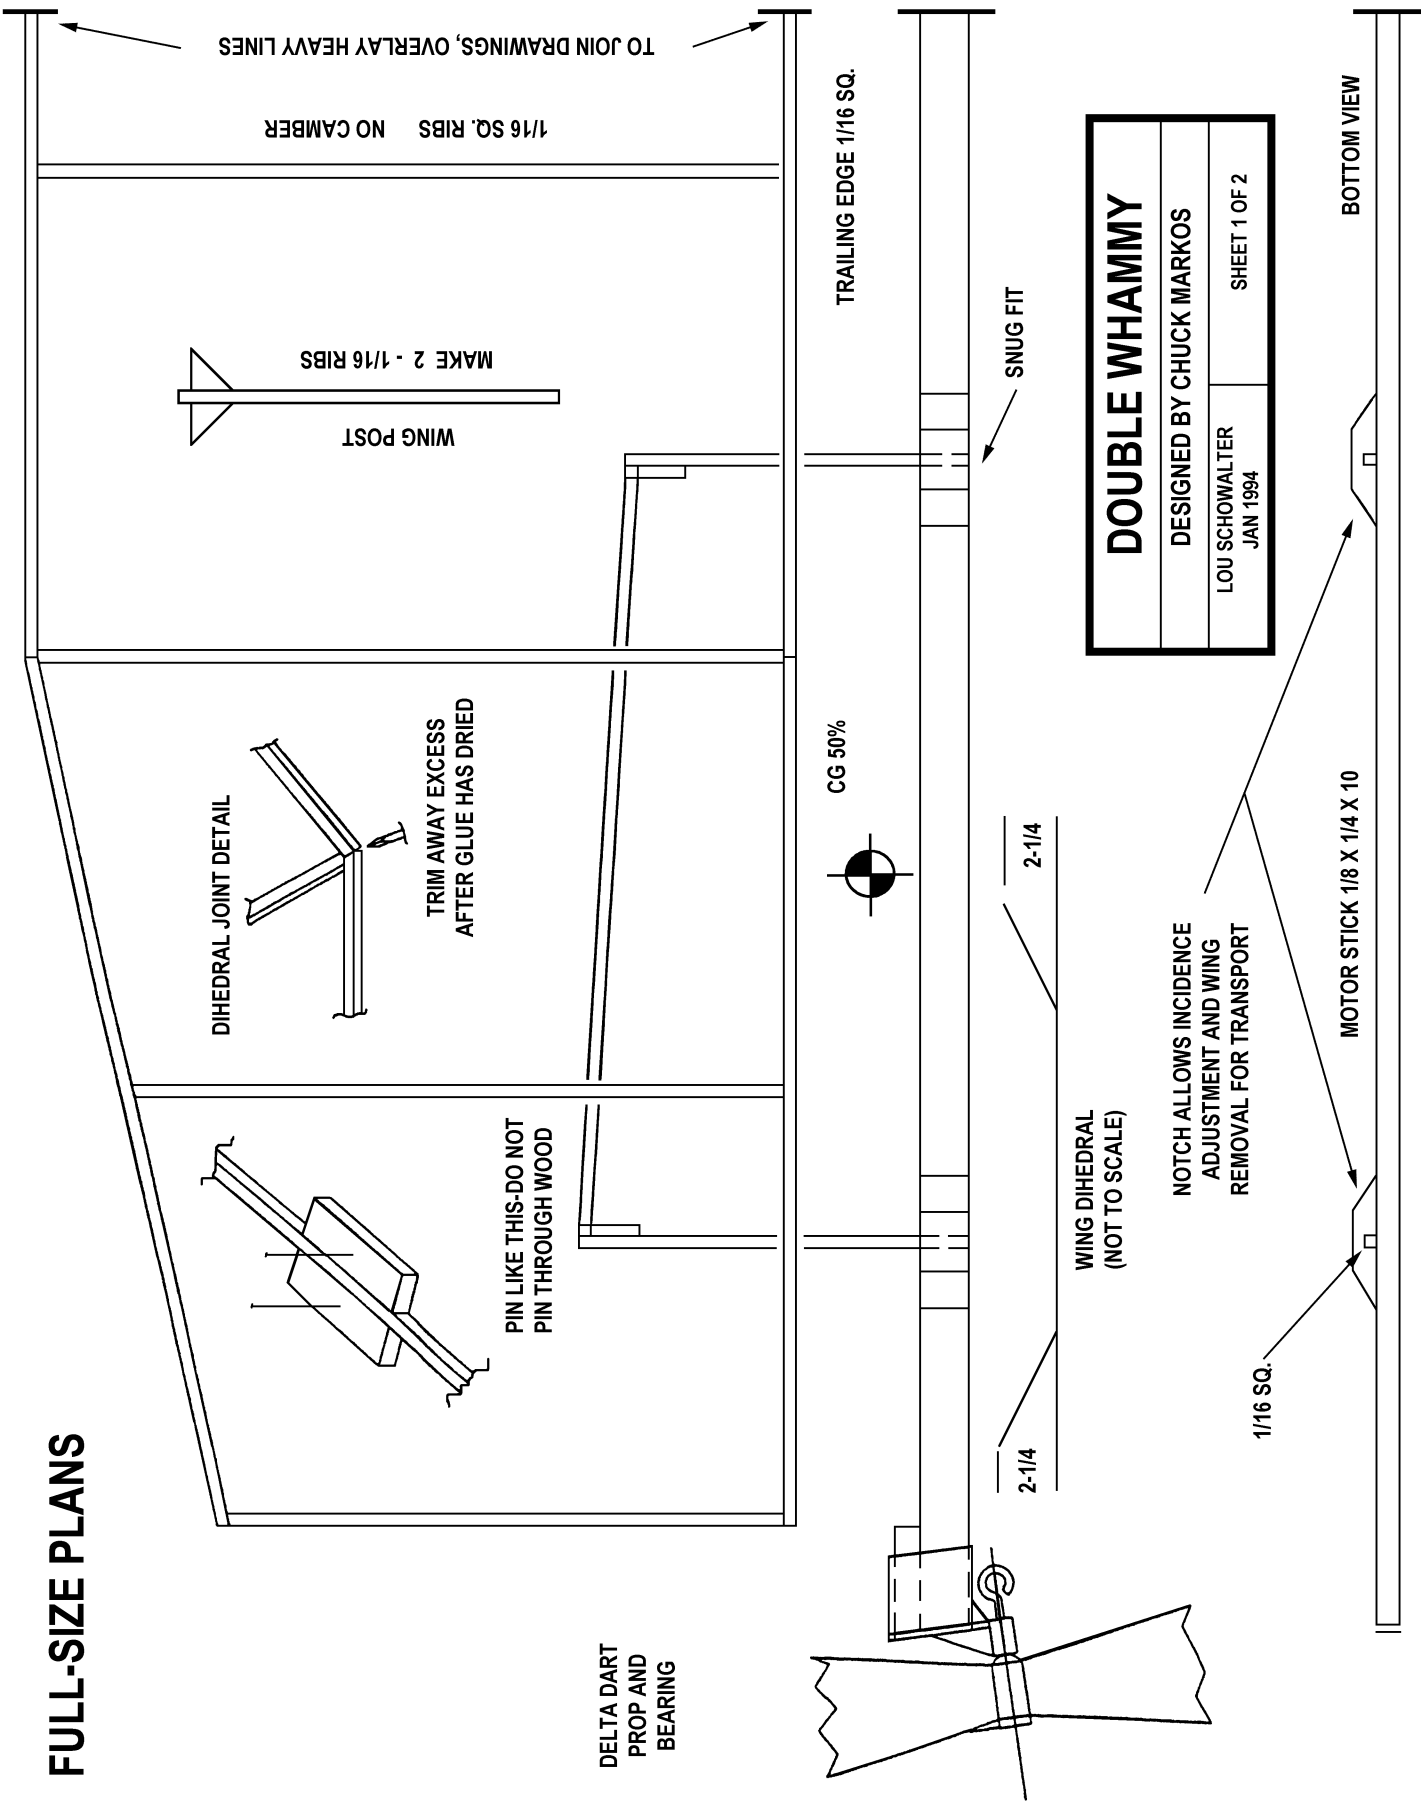 FULL-SIZE PLANS
TO JOIN DRAWINGS, OVERLAY HEAVY LINES
1/16 SQ. RIBS NO CAMBER
MAKE 2 - 1/16 RIBS
WING POST
DIHEDRAL JOINT DETAIL
TRIM AWAY EXCESS
AFTER GLUE HAS DRIED
PIN LIKE THIS-DO NOT
PIN THROUGH WOOD
DELTA DART
PROP AND
BEARING
TRAILING EDGE 1/16 SQ.
CG 50%
SNUG FIT
2-1/4
2-1/4
WING DIHEDRAL
(NOT TO SCALE)
DOUBLE WHAMMY
DESIGNED BY CHUCK MARKOS
LOU SCHOWALTER
JAN 1994
SHEET 1 OF 2
NOTCH ALLOWS INCIDENCE
ADJUSTMENT AND WING
REMOVAL FOR TRANSPORT
1/16 SQ.
MOTOR STICK 1/8 X 1/4 X 10
BOTTOM VIEW